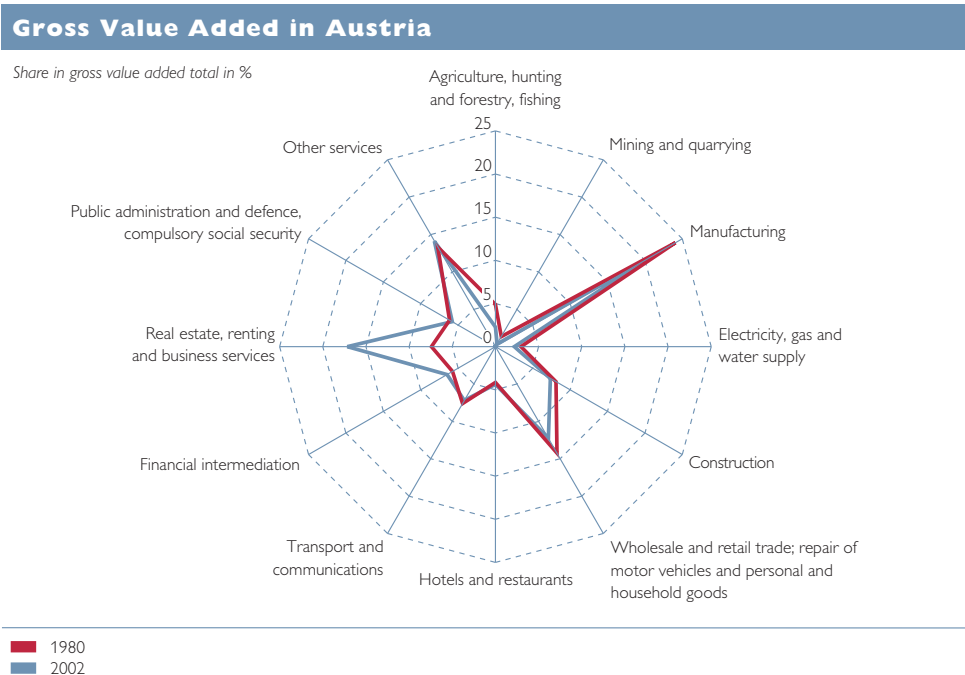 Gross Value Added in Austria
Share in gross value added total in %
Agriculture, hunting
and forestry, fishing
25
20
15
10
5
0
Mining and quarrying
Manufacturing
Electricity, gas and
water supply
Construction
Wholesale and retail trade; repair of
motor vehicles and personal and
household goods
Hotels and restaurants
Transport and
communications
Financial intermediation
Real estate, renting
and business services
Public administration and defence,
compulsory social security
Other services
1980
2002